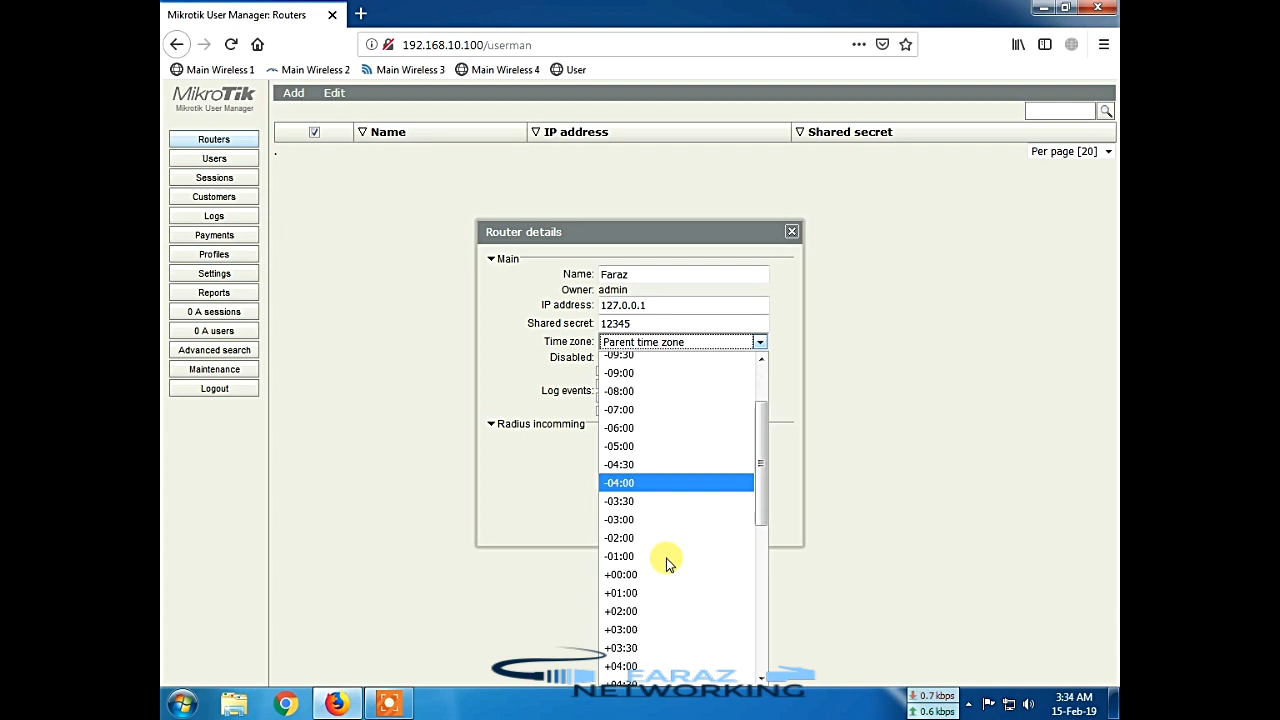 Mikrotik User Manager: Routers
192.168.10.100/userman
Main Wireless 1
Main Wireless 2
Main Wireless 3
Main Wireless 4
User
MikroTik
Mikrotik User Manager
Add
Edit
Name
IP address
Shared secret
Per page [20]
Routers
Users
Sessions
Customers
Logs
Payments
Profiles
Settings
Reports
0 A sessions
0 A users
Advanced search
Maintenance
Logout
Router details
Main
Name: Faraz
Owner: admin
IP address: 127.0.0.1
Shared secret: 12345
Time zone: Parent time zone
Disabled:
Log events:
Radius incomming
-09:30
-09:00
-08:00
-07:00
-06:00
-05:00
-04:30
-04:00
-03:30
-03:00
-02:00
-01:00
+00:00
+01:00
+02:00
+03:00
+03:30
+04:00
+04:30
FARAZ
NETWORKING
0.7 kbps
0.6 kbps
3:34 AM
15-Feb-19